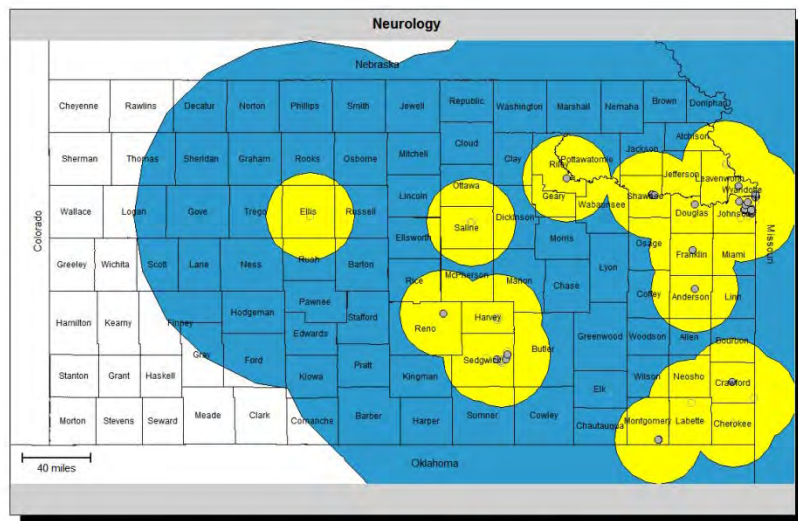 Neurology
Nebraska
Cheyenne Rawlins Decatur Norton Phillips Smith Jewell Republic Washington Marshall Nemaha Brown Doniphan
Atchison
Sherman Thomas Sheridan Graham Rooks Osborne Mitchell Cloud Clay Riley Pottawatomie Jackson Jefferson Leavenworth
Wyandotte
Lincoln Ottawa Geary Wabaunsee Shawnee Douglas Johnson
Colorado
Wallace Logan Gove Trego Ellis Russell Saline Dickinson
Missouri
Ellsworth Morris Osage Franklin Miami
Greeley Wichita Scott Lane Ness Rush Barton Rice McPherson Marion Chase Lyon
Coffey Anderson Linn
Hamilton Kearny Finney Hodgeman Pawnee Stafford Reno Harvey
Edwards Greenwood Woodson Allen Bourbon
Gray Ford Pratt Sedgwick Butler
Stanton Grant Haskell Kiowa Kingman Elk Wilson Neosho Crawford
Morton Stevens Seward Meade Clark Comanche Barber Harper Sumner Cowley Chautauqua Montgomery Labette Cherokee
40 miles
Oklahoma